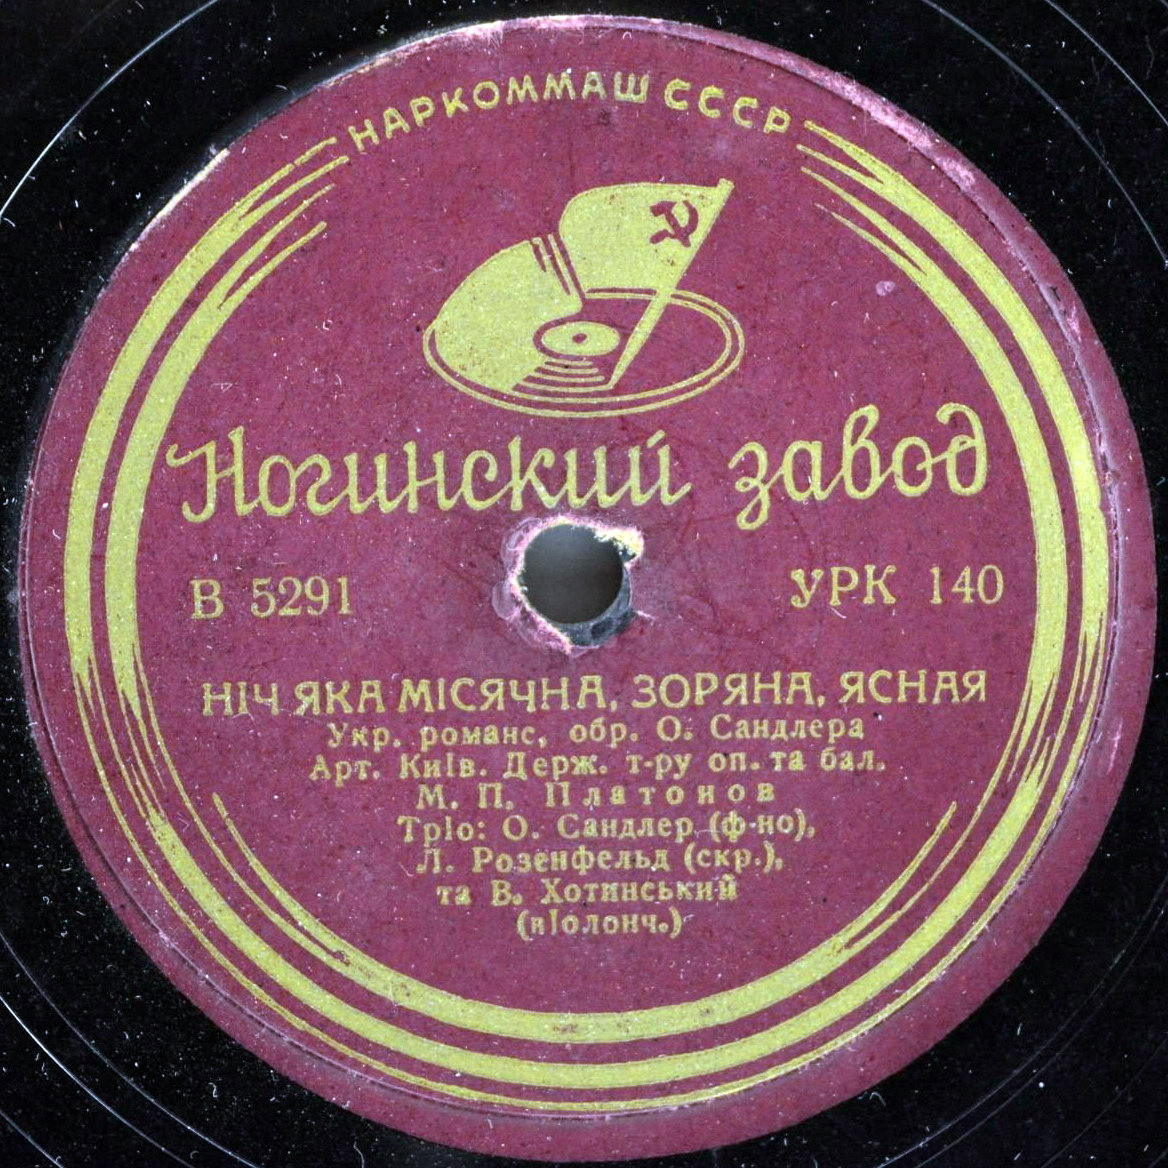 НАРКОММАШ СССР
Ногинский завод
В 5291
УРК 140
НІЧ ЯКА МІСЯЧНА, ЗОРЯНА, ЯСНАЯ
Укр. романс, обр. О. Сандлера
Арт. Київ. Держ. т-ру оп. та бал.
М. П. Платонов
Тріо: О. Сандлер (ф-но),
Л. Розенфельд (скр.),
та В. Хотинський
(віолонч.)